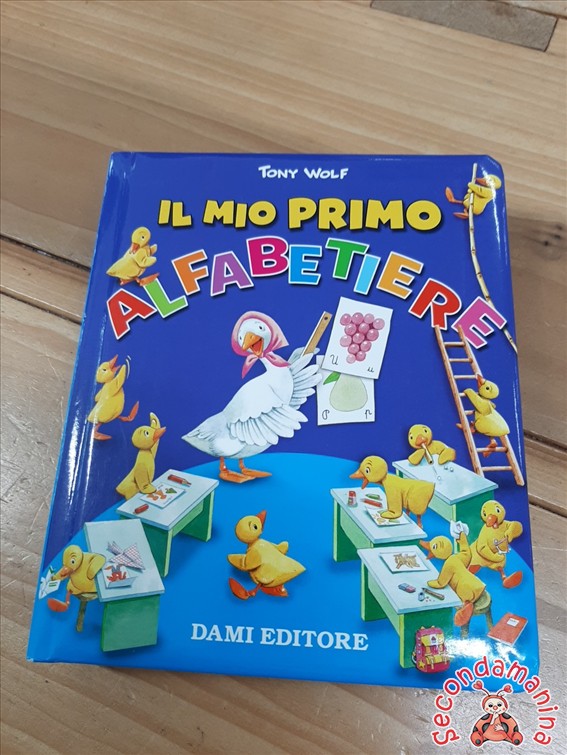 TONY WOLF
IL MIO PRIMO
ALFABETIERE
U u
P p
DAMI EDITORE
Secondamanina